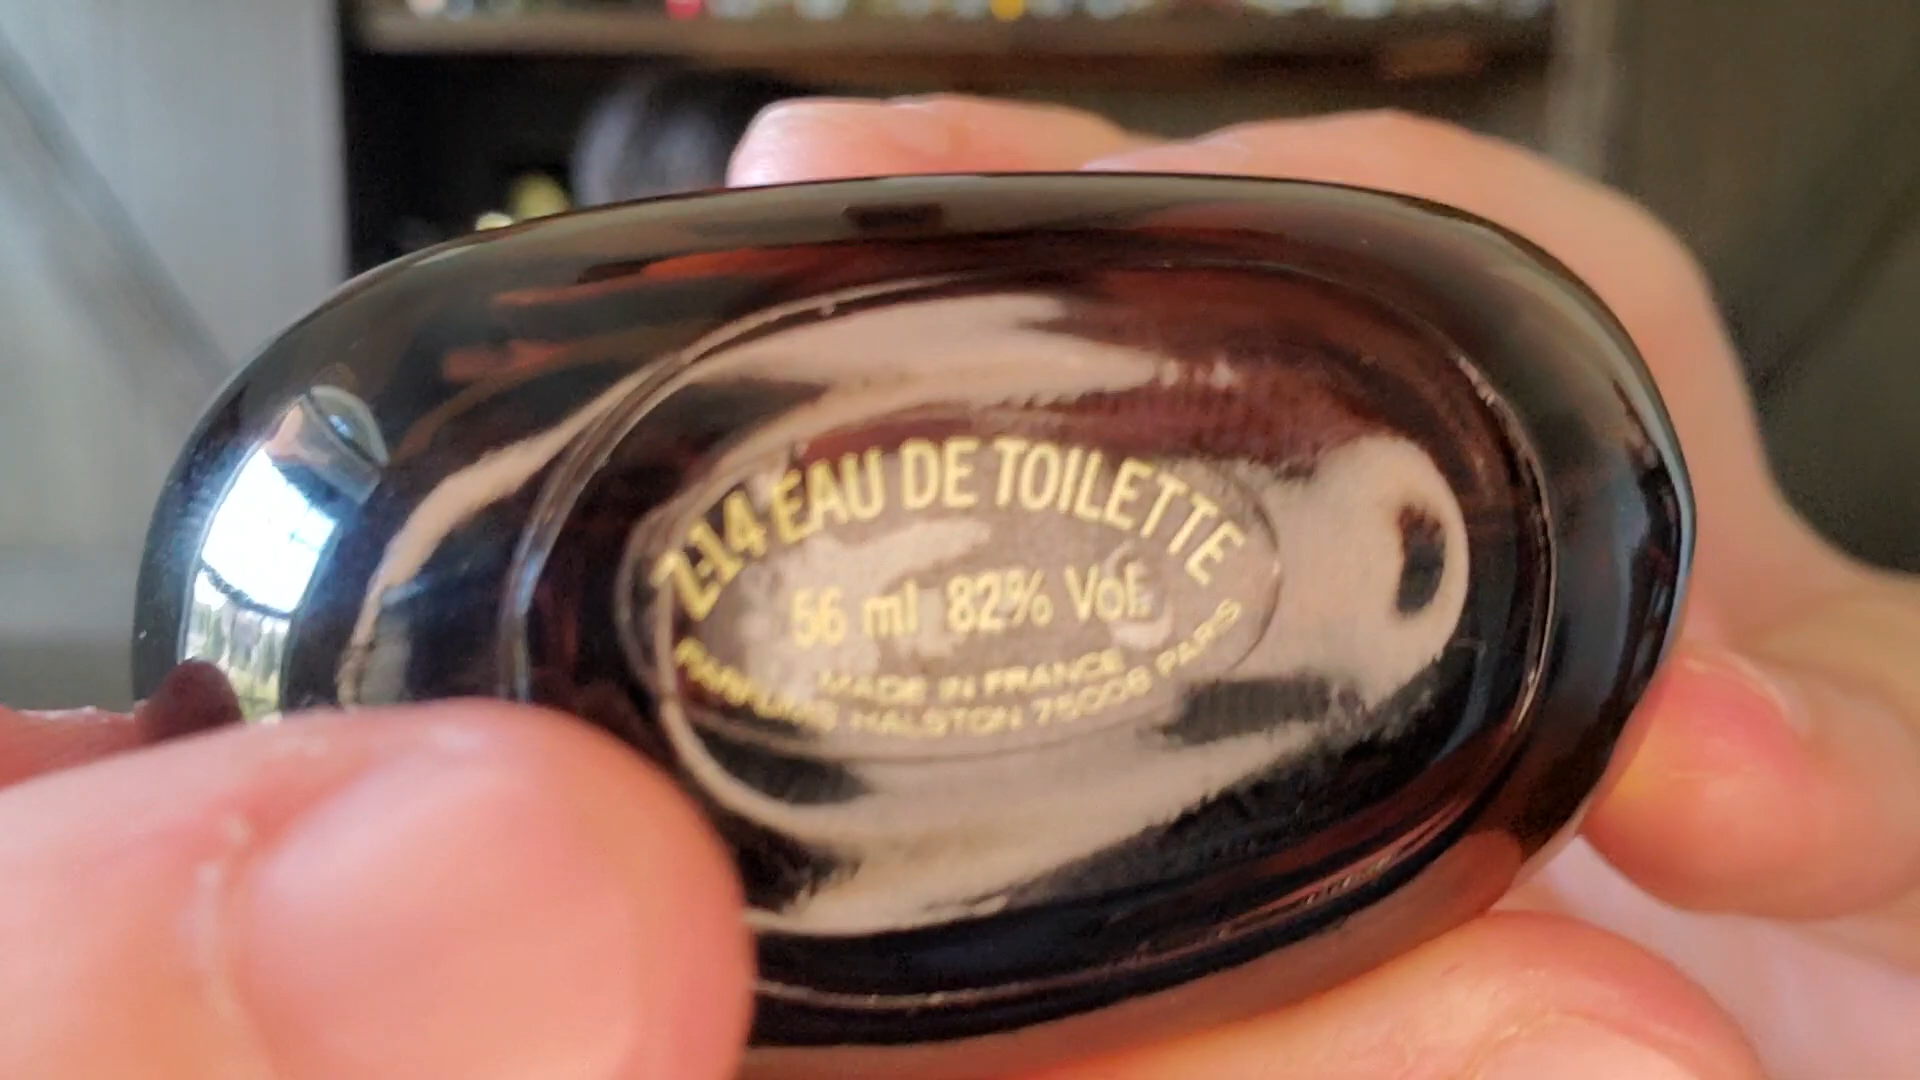 Z-14 EAU DE TOILETTE
56 ml 82% Vol.
MADE IN FRANCE
PARFUMS HALSTON 75008 PARIS